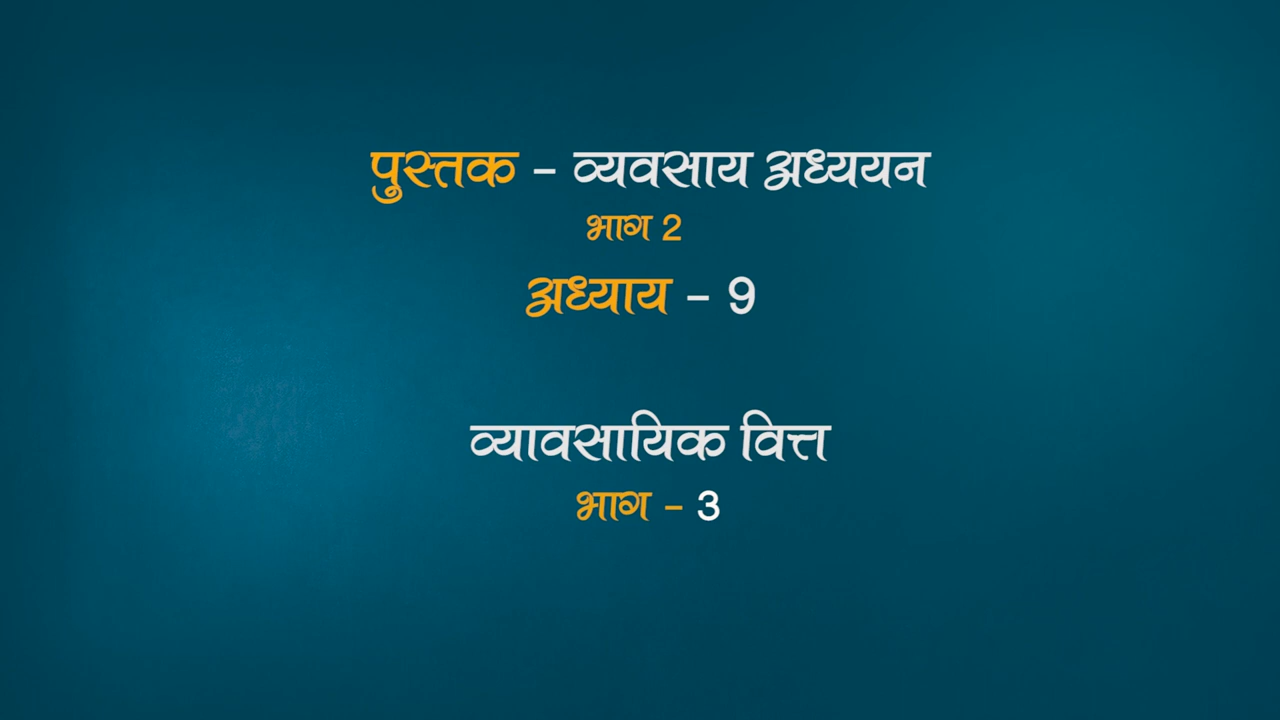 पुस्तक – व्यवसाय अध्ययन
भाग 2
अध्याय – 9
व्यावसायिक वित्त
भाग – 3